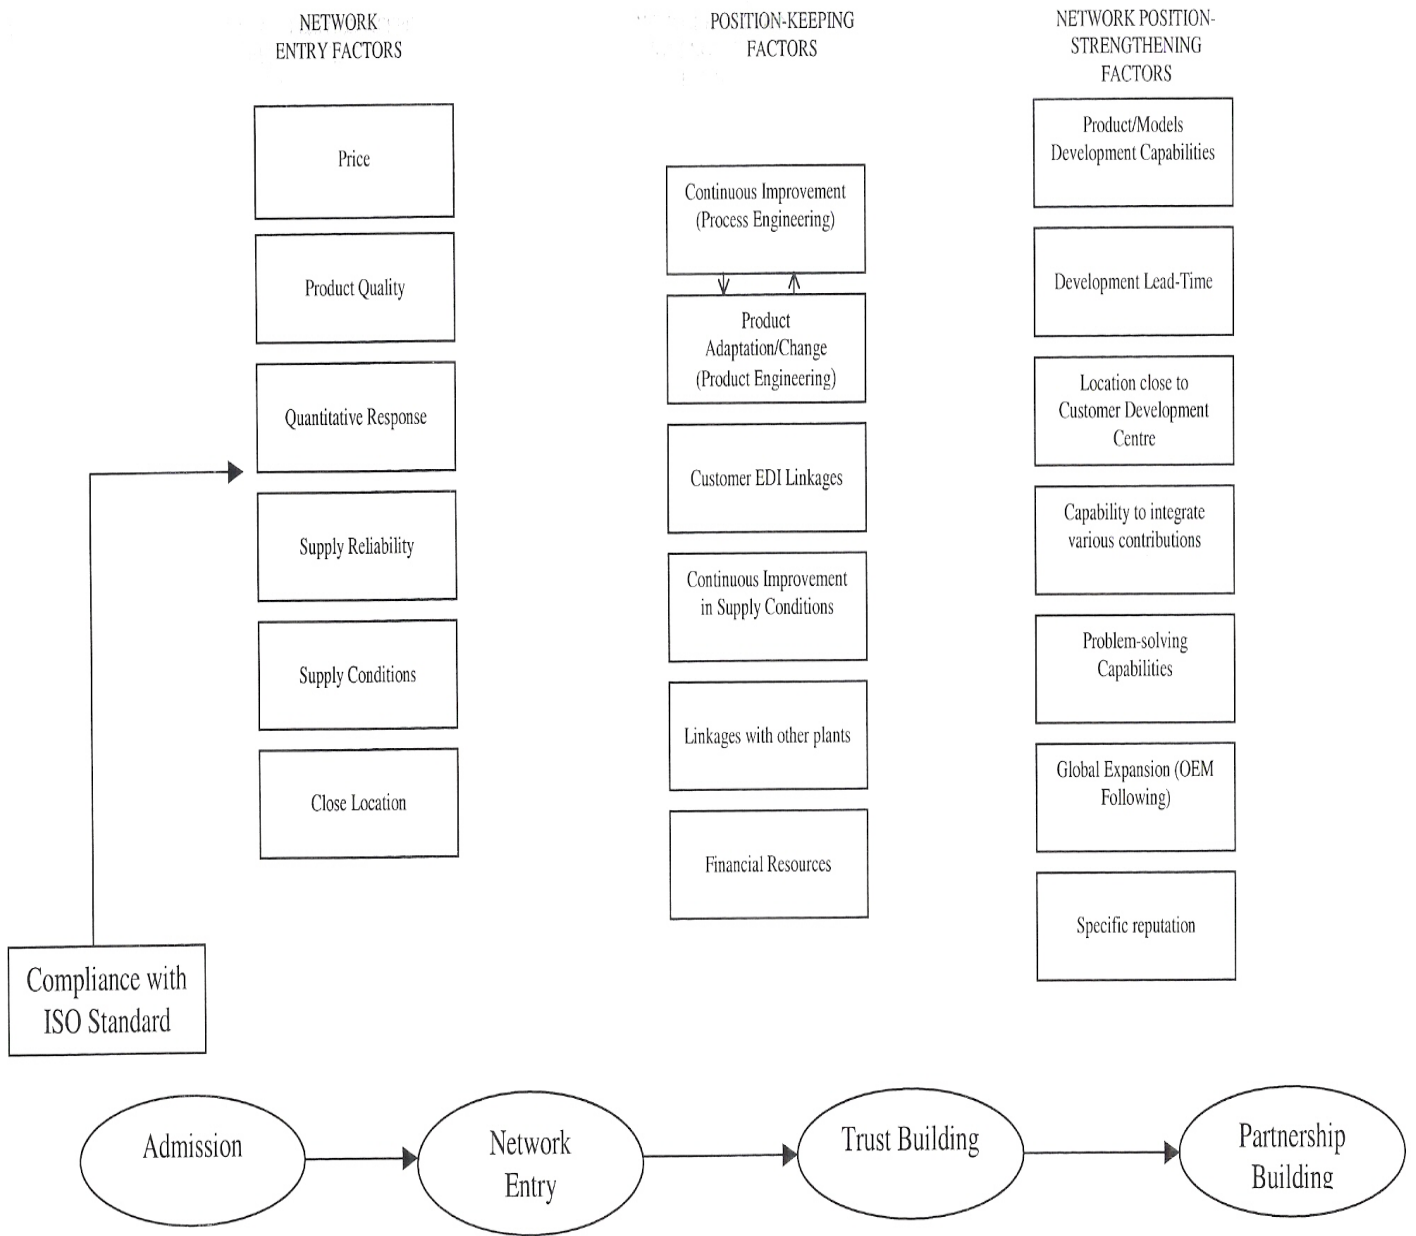 NETWORK
ENTRY FACTORS
Price
Product Quality
Quantitative Response
Supply Reliability
Supply Conditions
Close Location
POSITION-KEEPING
FACTORS
Continuous Improvement
(Process Engineering)
Product
Adaptation/Change
(Product Engineering)
Customer EDI Linkages
Continuous Improvement
in Supply Conditions
Linkages with other plants
Financial Resources
NETWORK POSITION-
STRENGTHENING
FACTORS
Product/Models
Development Capabilities
Development Lead-Time
Location close to
Customer Development
Centre
Capability to integrate
various contributions
Problem-solving
Capabilities
Global Expansion (OEM
Following)
Specific reputation
Compliance with
ISO Standard
Admission
Network
Entry
Trust Building
Partnership
Building